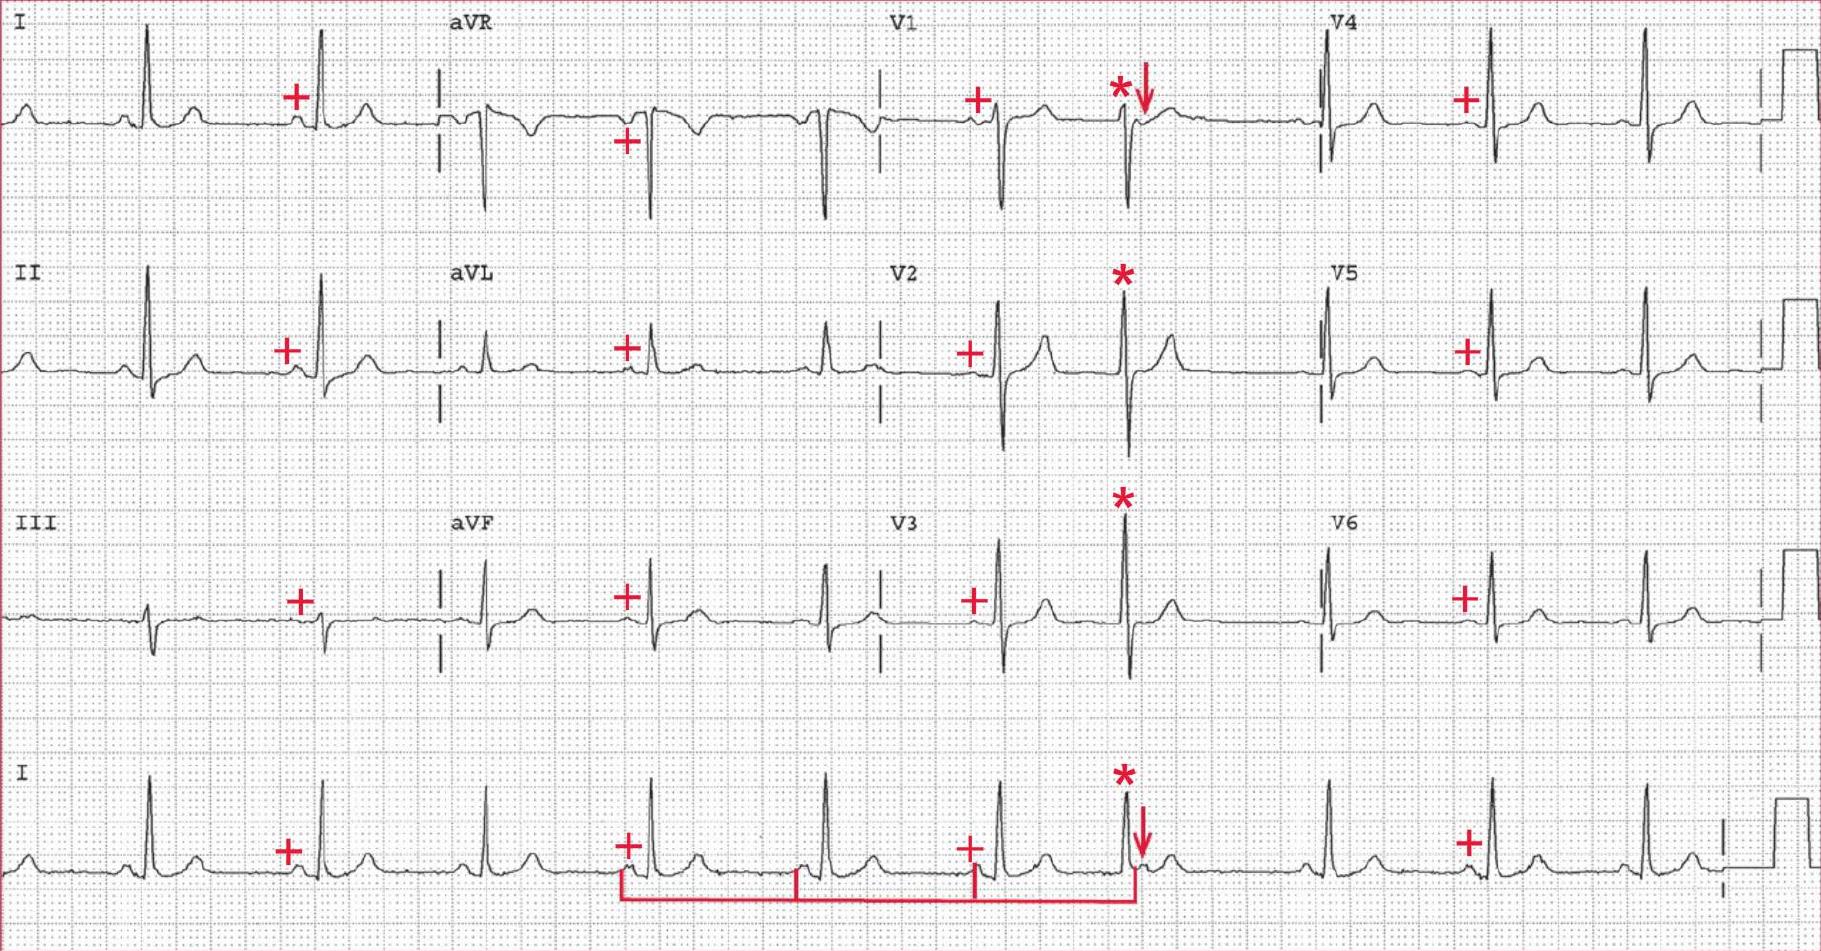 I aVR V1 V4
+ + * +
+
II aVL V2 V5
*
+ + + +
III aVF V3 V6
*
+ + + +
I
*
+ + + +